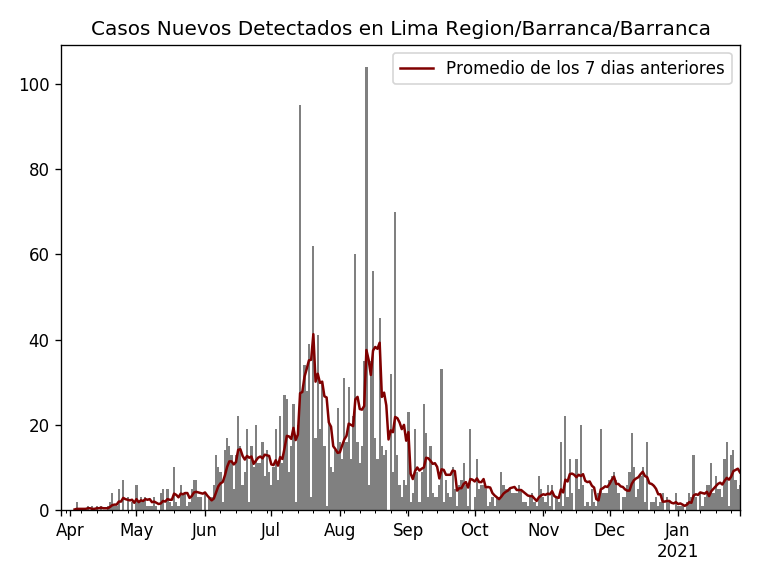 Casos Nuevos Detectados en Lima Region/Barranca/Barranca
Promedio de los 7 dias anteriores
100
80
60
40
20
0
Apr May Jun Jul Aug Sep Oct Nov Dec Jan
2021